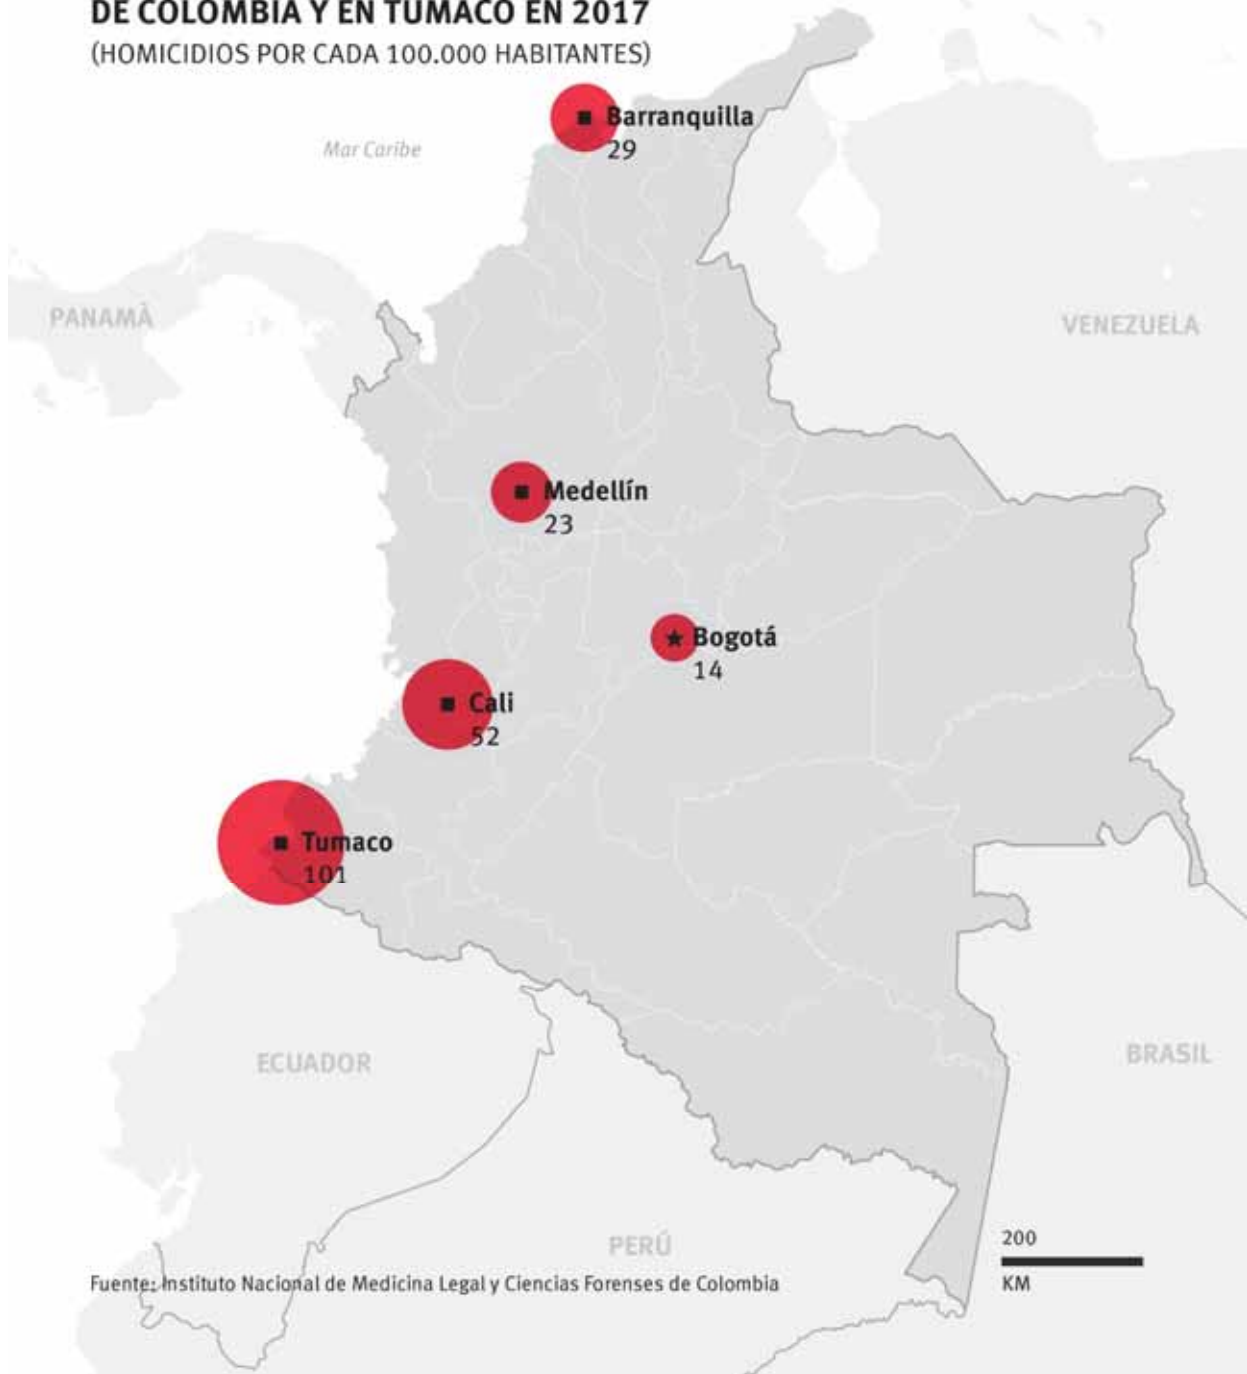 DE COLOMBIA Y EN TUMACO EN 2017
(HOMICIDIOS POR CADA 100.000 HABITANTES)
Barranquilla
29
Mar Caribe
PANAMÁ
VENEZUELA
Medellín
23
Bogotá
14
Cali
52
Tumaco
101
ECUADOR
BRASIL
PERÚ
200
KM
Fuente: Instituto Nacional de Medicina Legal y Ciencias Forenses de Colombia